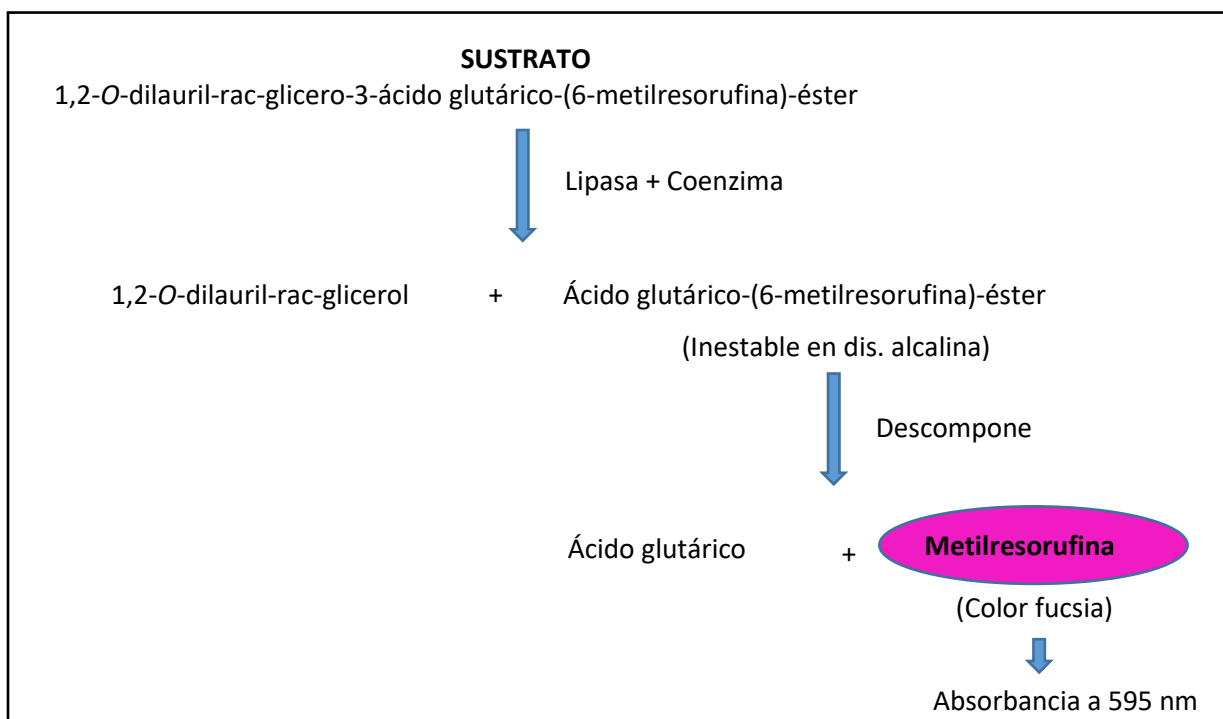 SUSTRATO
1,2-O-dilauril-rac-glicero-3-ácido glutárico-(6-metilresorufina)-éster
Lipasa + Coenzima
1,2-O-dilauril-rac-glicerol + Ácido glutárico-(6-metilresorufina)-éster
(Inestable en dis. alcalina)
Descompone
Ácido glutárico + Metilresorufina
(Color fucsia)
Absorbancia a 595 nm